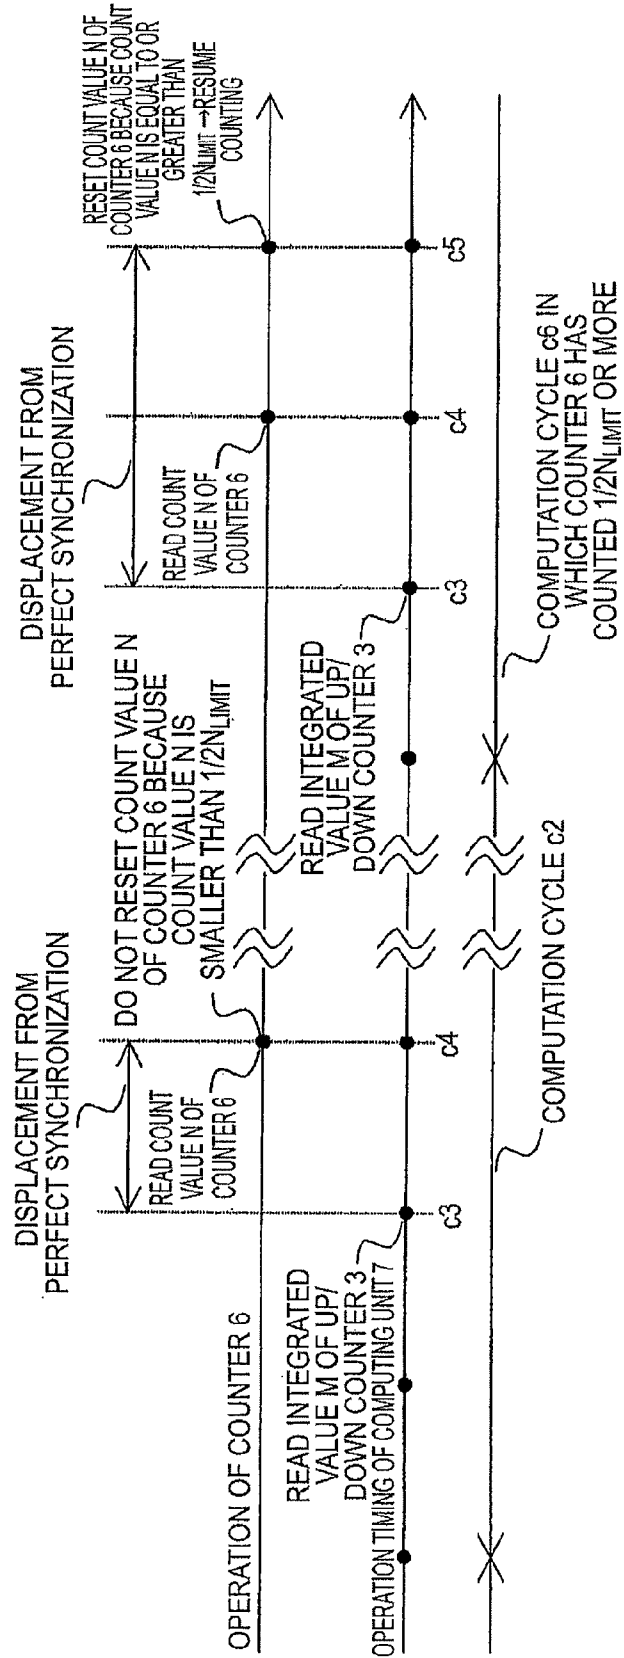 DISPLACEMENT FROM
PERFECT SYNCHRONIZATION
DISPLACEMENT FROM
PERFECT SYNCHRONIZATION
RESET COUNT VALUE N OF
COUNTER 6 BECAUSE COUNT
VALUE N IS EQUAL TO OR
GREATER THAN
1/2NLIMIT→RESUME
COUNTING
DO NOT RESET COUNT VALUE N
OF COUNTER 6 BECAUSE
COUNT VALUE N IS
SMALLER THAN 1/2NLIMIT
READ COUNT
VALUE N OF
COUNTER 6
READ COUNT
VALUE N OF
COUNTER 6
OPERATION OF COUNTER 6
READ INTEGRATED
VALUE M OF UP/
DOWN COUNTER 3
READ INTEGRATED
VALUE M OF UP/
DOWN COUNTER 3
OPERATION TIMING OF COMPUTING UNIT 7
c3
c4
c3
c4
c5
COMPUTATION CYCLE c2
COMPUTATION CYCLE c6 IN
WHICH COUNTER 6 HAS
COUNTED 1/2NLIMIT OR MORE